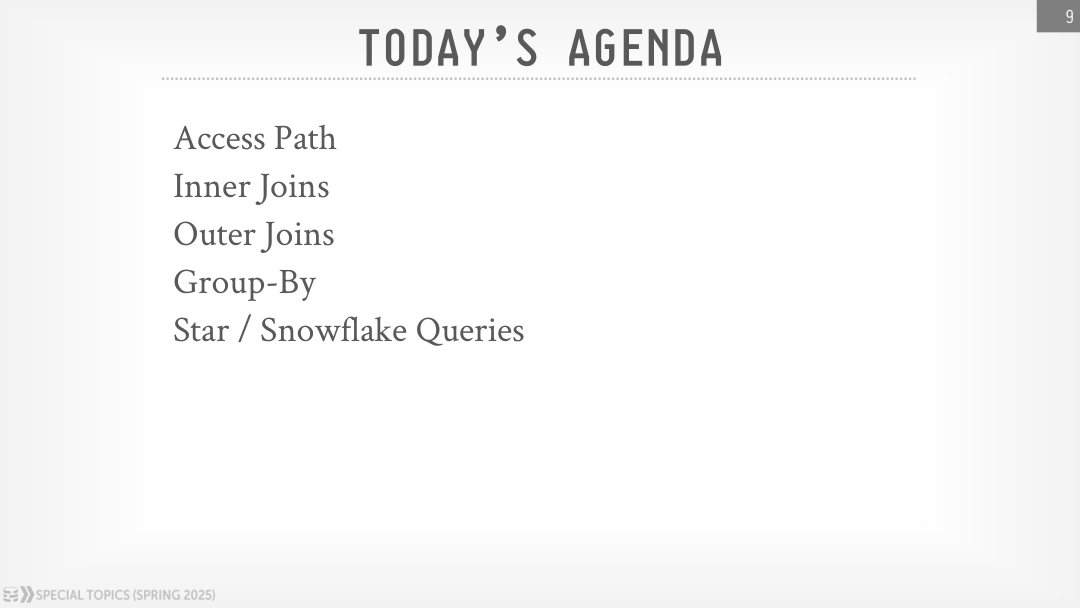 9
TODAY’S AGENDA
Access Path
Inner Joins
Outer Joins
Group-By
Star / Snowflake Queries
SPECIAL TOPICS (SPRING 2025)